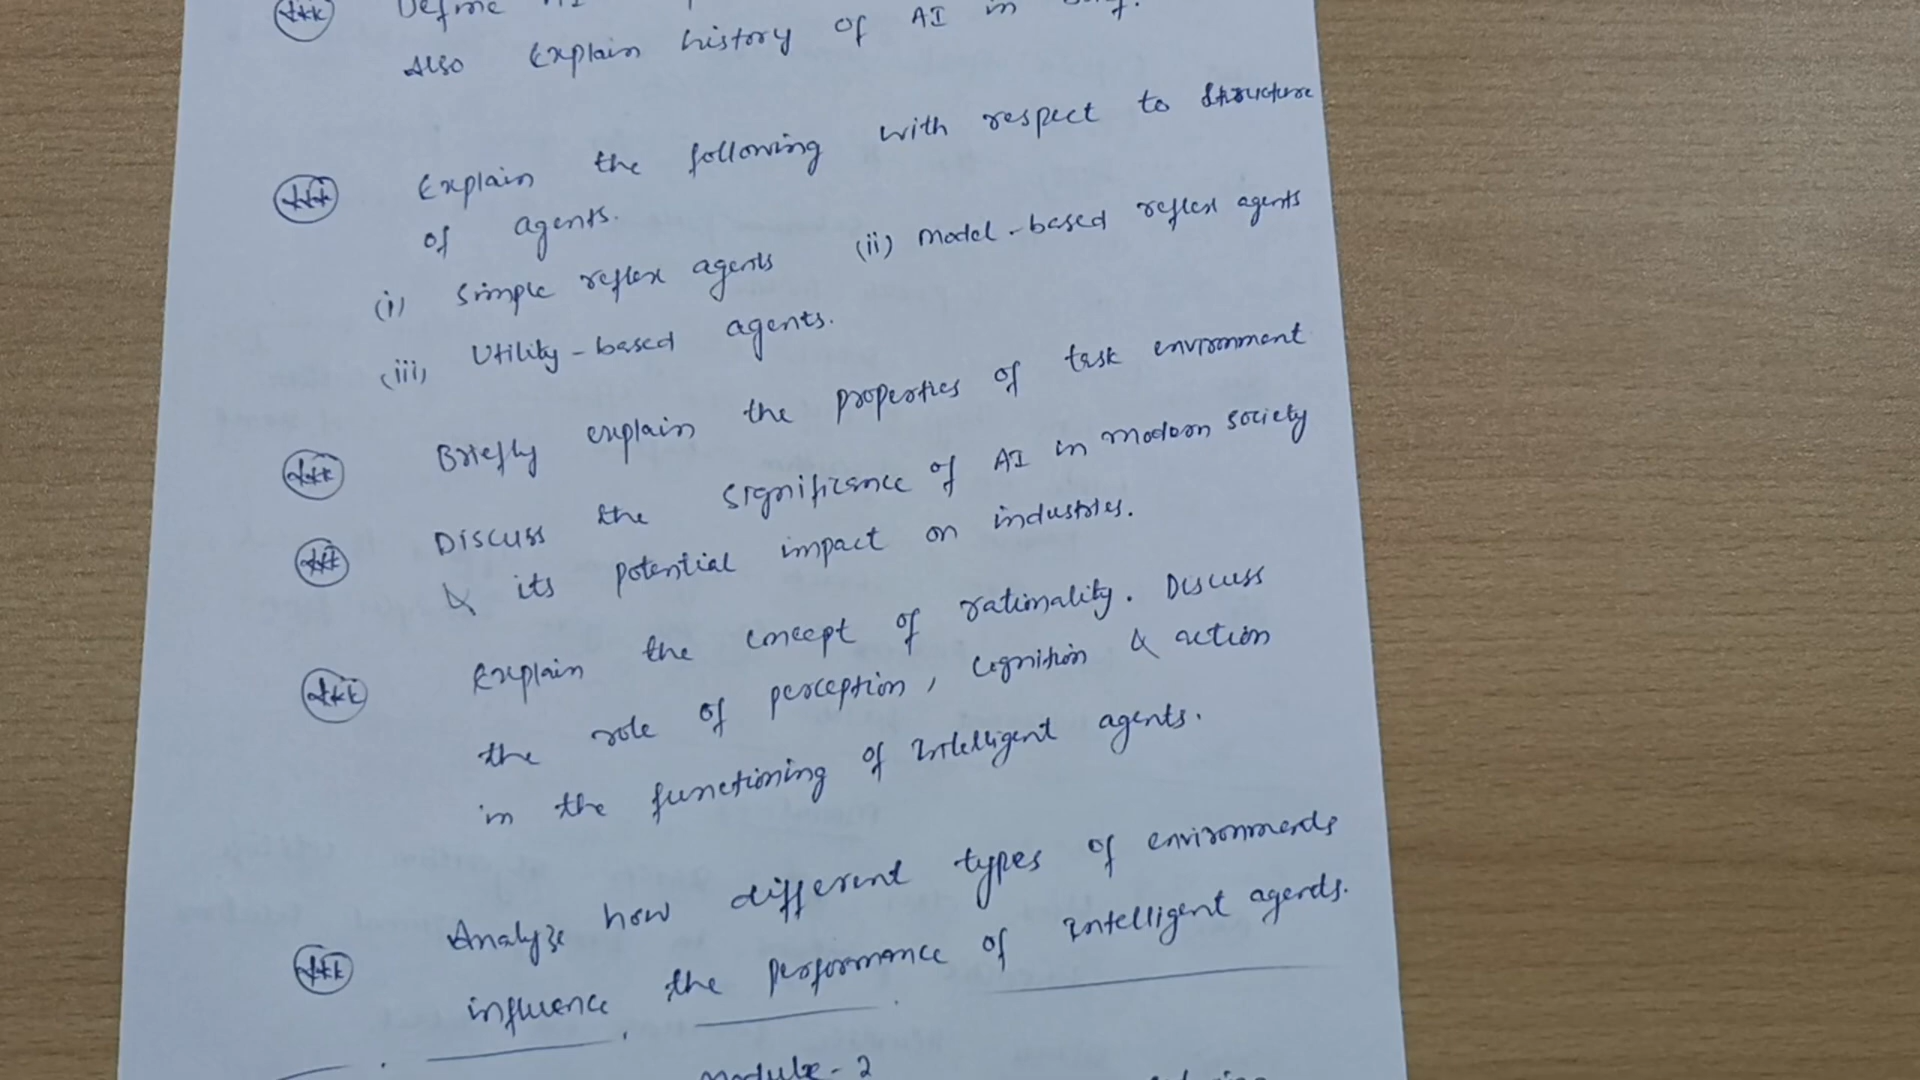 Define AI
Also Explain history of AI in
Explain the following with respect to structure
of agents.
(i) Simple reflex agents (ii) Model-based reflex agents
(iii) Utility-based agents.
Briefly explain the properties of task environment
Discuss the significance of AI in modern society
& its potential impact on industries.
Explain the concept of rationality. Discuss
the role of perception, cognition & action
in the functioning of Intelligent agents.
Analyze how different types of environments
influence the performance of Intelligent agents.
Module-2